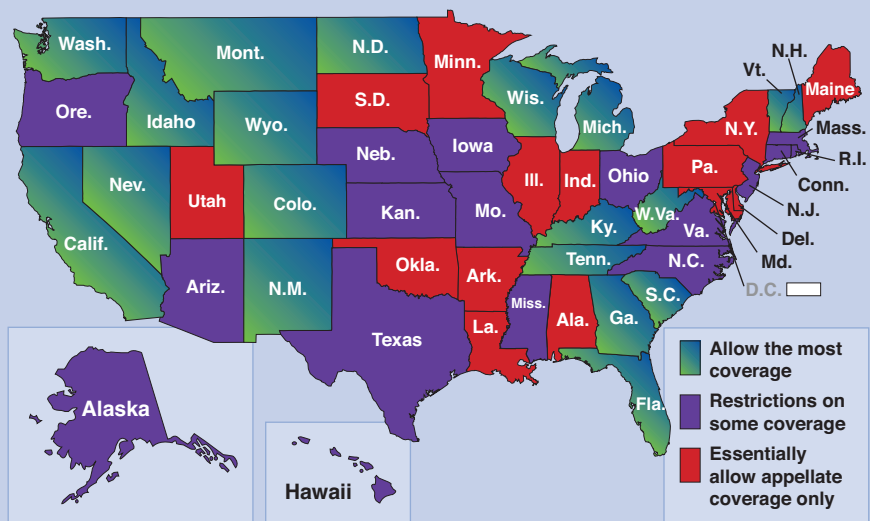 Wash.
Mont.
N.D.
Minn.
N.H.
Vt.
Maine
Ore.
Idaho
S.D.
Wis.
Mich.
N.Y.
Mass.
Wyo.
R.I.
Neb.
Iowa
Pa.
Conn.
Nev.
Utah
Colo.
Ill.
Ind.
Ohio
N.J.
Calif.
Kan.
Mo.
W.Va.
Va.
Del.
Ky.
Md.
Ariz.
N.M.
Okla.
Ark.
Tenn.
N.C.
D.C.
Miss.
Ala.
Ga.
S.C.
Texas
La.
Fla.
Alaska
Hawaii
Allow the most
coverage
Restrictions on
some coverage
Essentially
allow appellate
coverage only